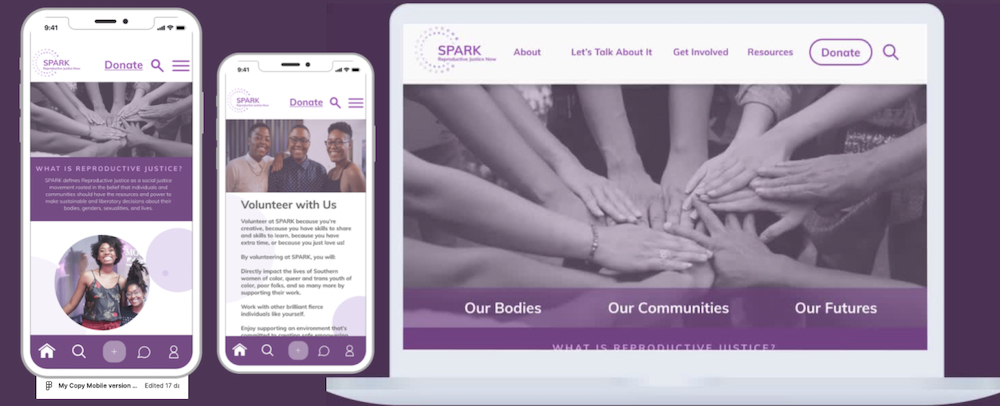 9:41
SPARK
Reproductive Justice Now
Donate
WHAT IS REPRODUCTIVE JUSTICE?
SPARK defines Reproductive justice as a social justice
movement rooted in the belief that individuals and
communities should have the resources and power to
make sustainable and liberatory decisions about their
bodies, genders, sexualities, and lives.
My Copy Mobile version ...
Edited 17 da
9:41
SPARK
Reproductive Justice Now
Donate
Volunteer with Us
Volunteer at SPARK because you're
creative, because you have skills to share
and skills to learn, because you have
extra time, or because you just love us!
By volunteering at SPARK, you will:
Directly impact the lives of Southern
women of color, queer and trans youth of
color, poor folks, and so many more by
supporting their work.
Work with other brilliant fierce
individuals like yourself.
Enjoy supporting an environment that's
SPARK
Reproductive Justice Now
About
Let's Talk About It
Get Involved
Resources
Donate
Our Bodies
Our Communities
Our Futures
WHAT IS REPRODUCTIVE JUSTICE?